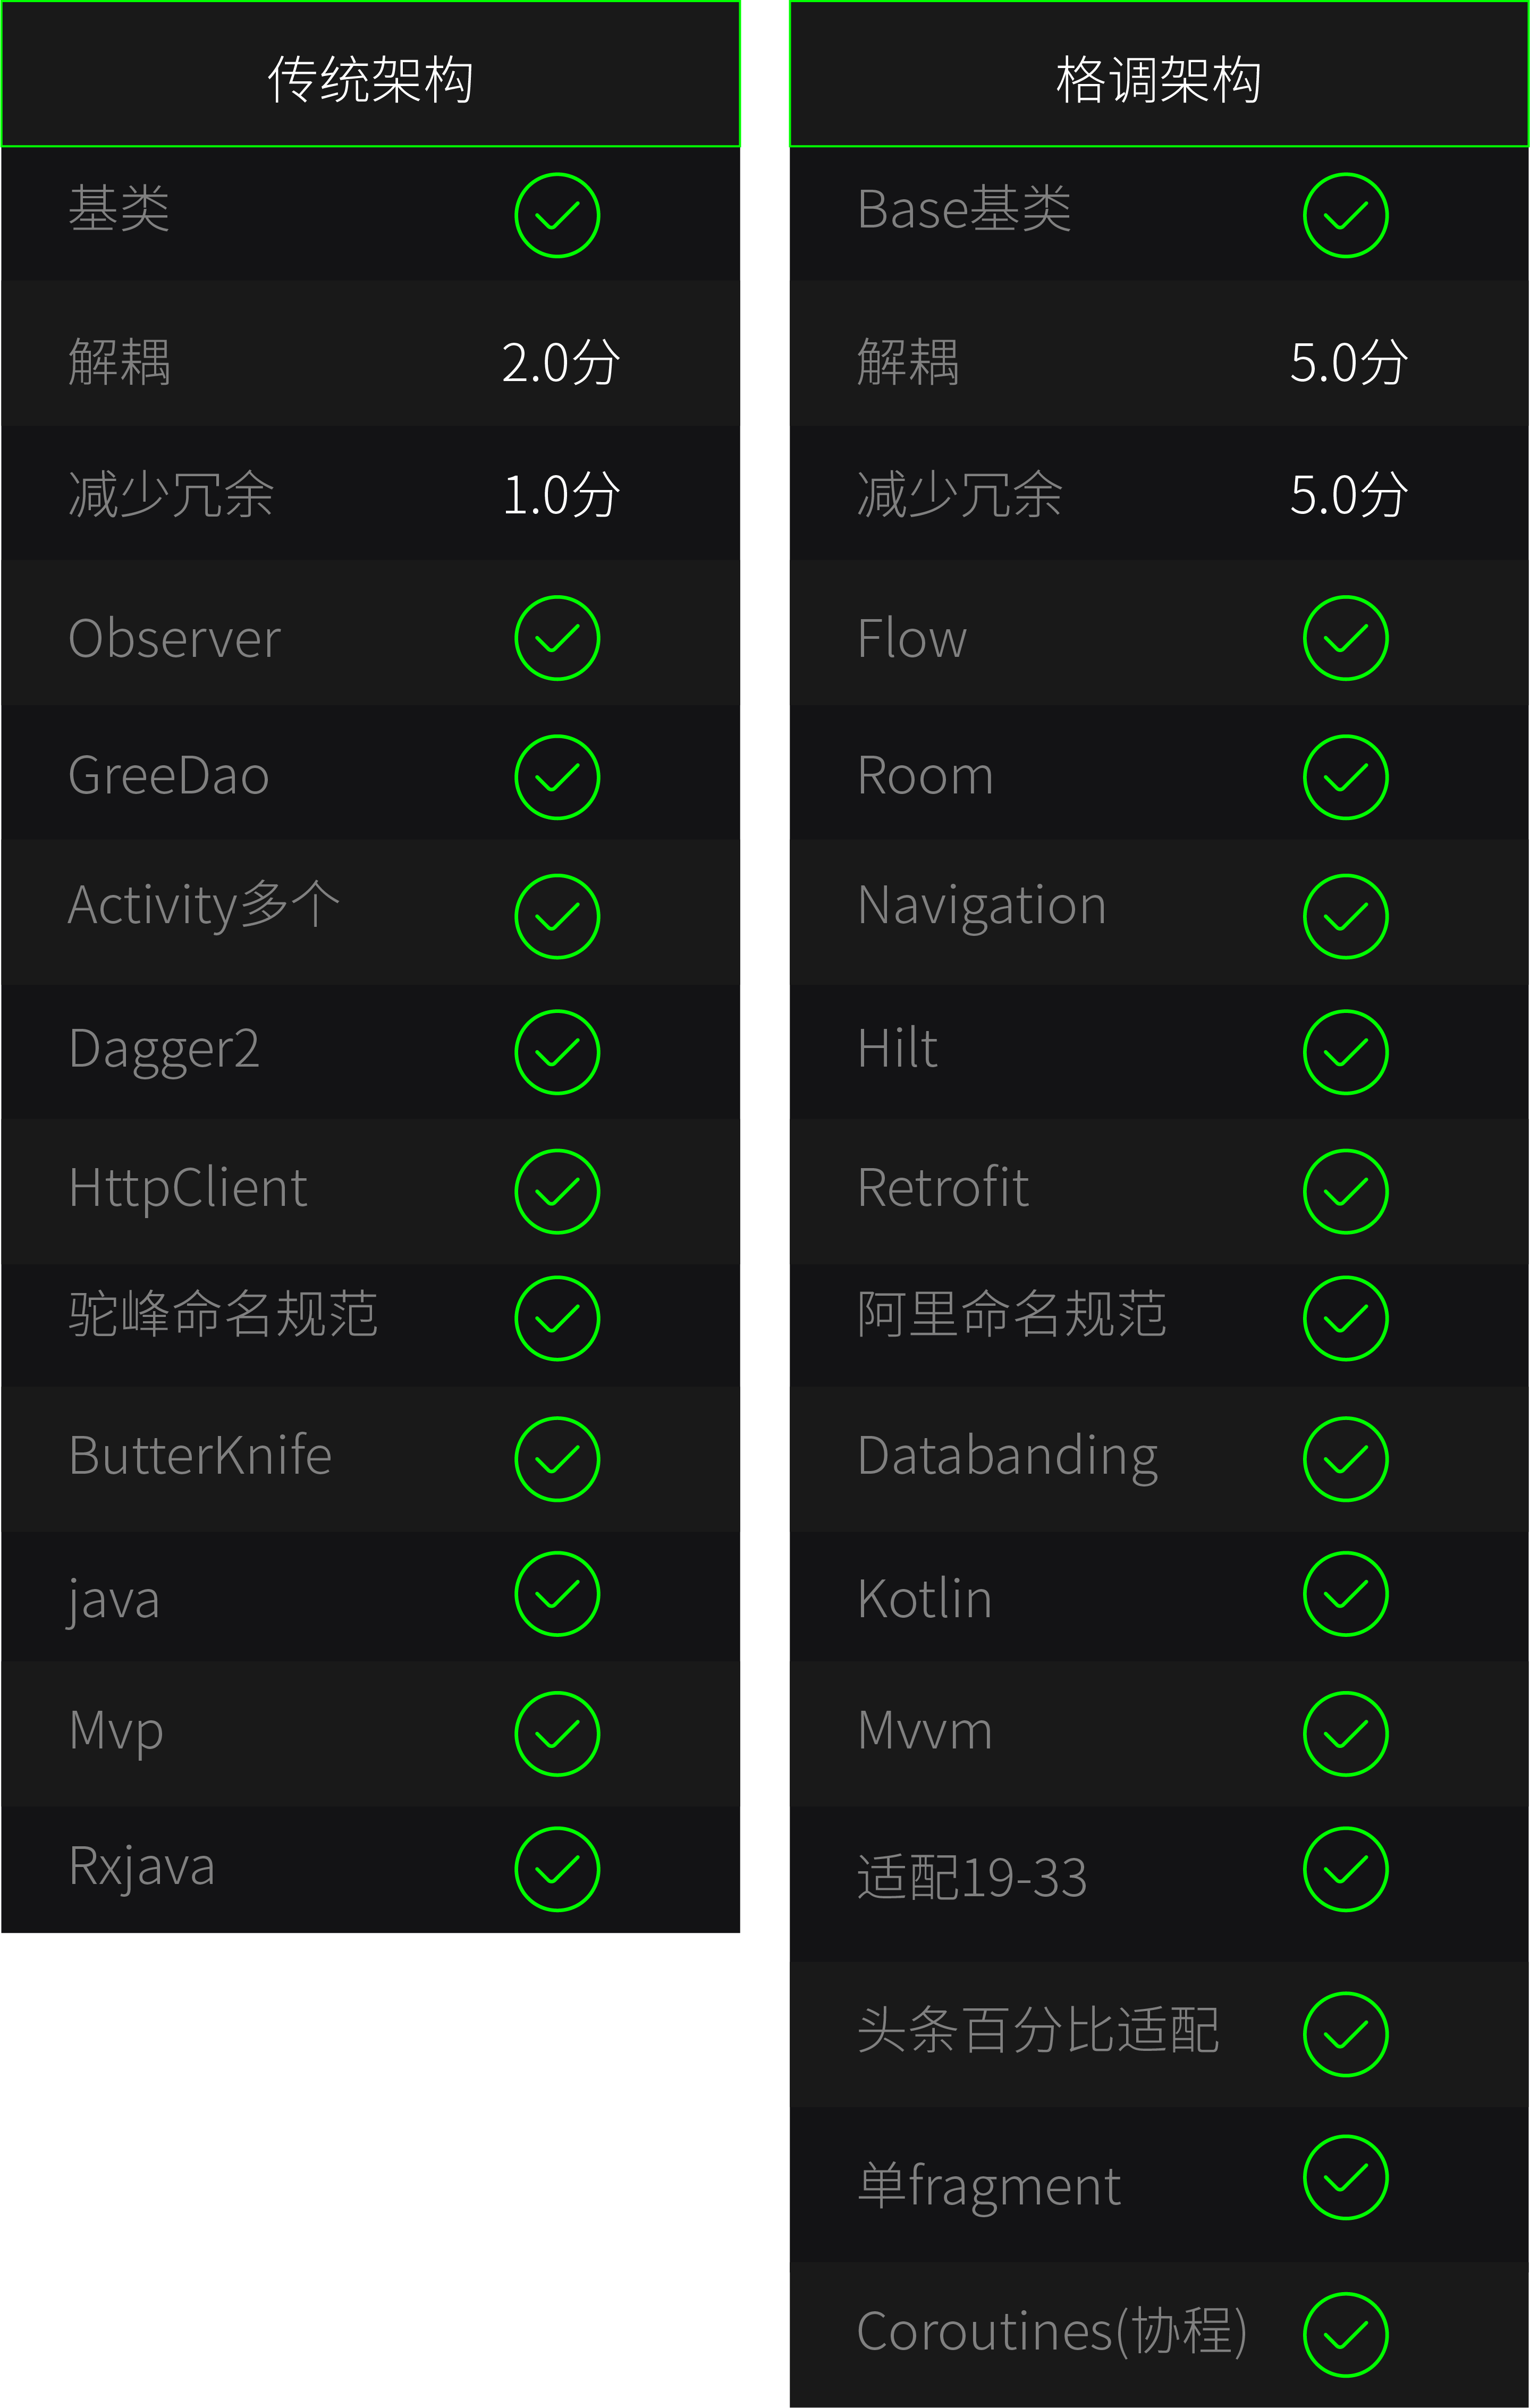 传统架构
基类
解耦
2.0分
减少冗余
1.0分
Observer
GreeDao
Activity多个
Dagger2
HttpClient
驼峰命名规范
ButterKnife
java
Mvp
Rxjava
格调架构
Base基类
解耦
5.0分
减少冗余
5.0分
Flow
Room
Navigation
Hilt
Retrofit
阿里命名规范
Databanding
Kotlin
Mvvm
适配19-33
头条百分比适配
单fragment
Coroutines(协程)